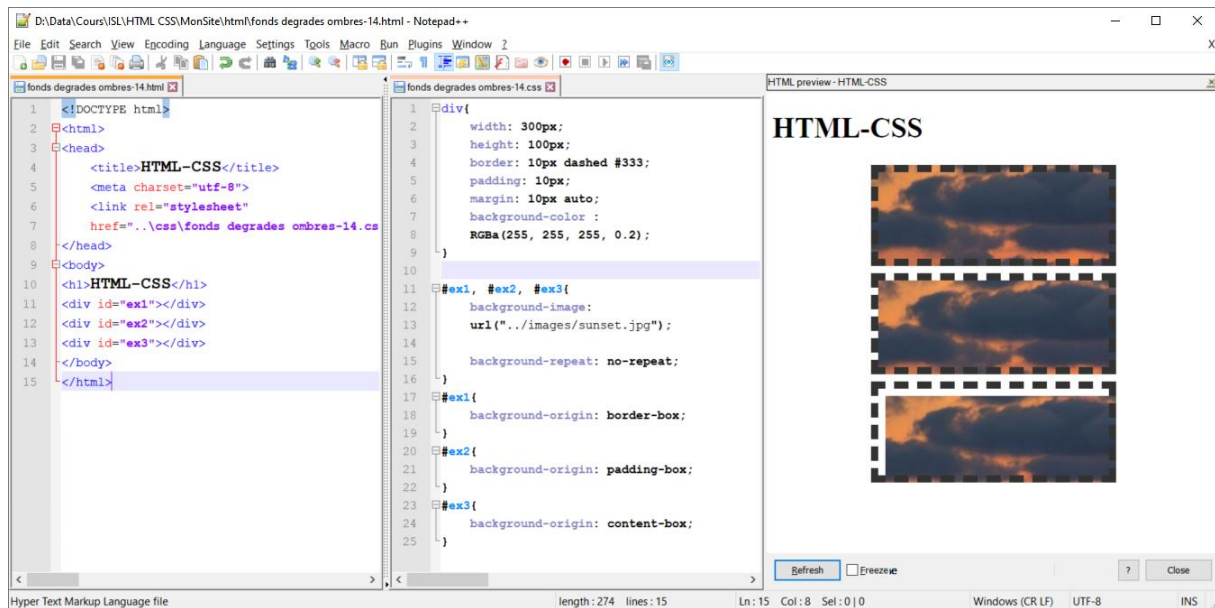 D:\Data\Cours\ISL\HTML CSS\MonSite\html\fonds degrades ombres-14.html - Notepad++
File Edit Search View Encoding Language Settings Tools Macro Run Plugins Window ?
X
fonds degrades ombres-14.html
1 <!DOCTYPE html>
2 <html>
3 <head>
4 <title>HTML-CSS</title>
5 <meta charset="utf-8">
6 <link rel="stylesheet"
7 href="..\css\fonds degrades ombres-14.cs
8 </head>
9 <body>
10 <h1>HTML-CSS</h1>
11 <div id="ex1"></div>
12 <div id="ex2"></div>
13 <div id="ex3"></div>
14 </body>
15 </html>
fonds degrades ombres-14.css
1 div{
2 width: 300px;
3 height: 100px;
4 border: 10px dashed #333;
5 padding: 10px;
6 margin: 10px auto;
7 background-color :
8 RGBa(255, 255, 255, 0.2);
9 }
10
11 #ex1, #ex2, #ex3{
12 background-image:
13 url("../images/sunset.jpg");
14
15 background-repeat: no-repeat;
16 }
17 #ex1{
18 background-origin: border-box;
19 }
20 #ex2{
21 background-origin: padding-box;
22 }
23 #ex3{
24 background-origin: content-box;
25 }
HTML preview - HTML-CSS
HTML-CSS
Refresh Freeze ? Close
Hyper Text Markup Language file length : 274 lines : 15 Ln : 15 Col : 8 Sel : 0 | 0 Windows (CR LF) UTF-8 INS